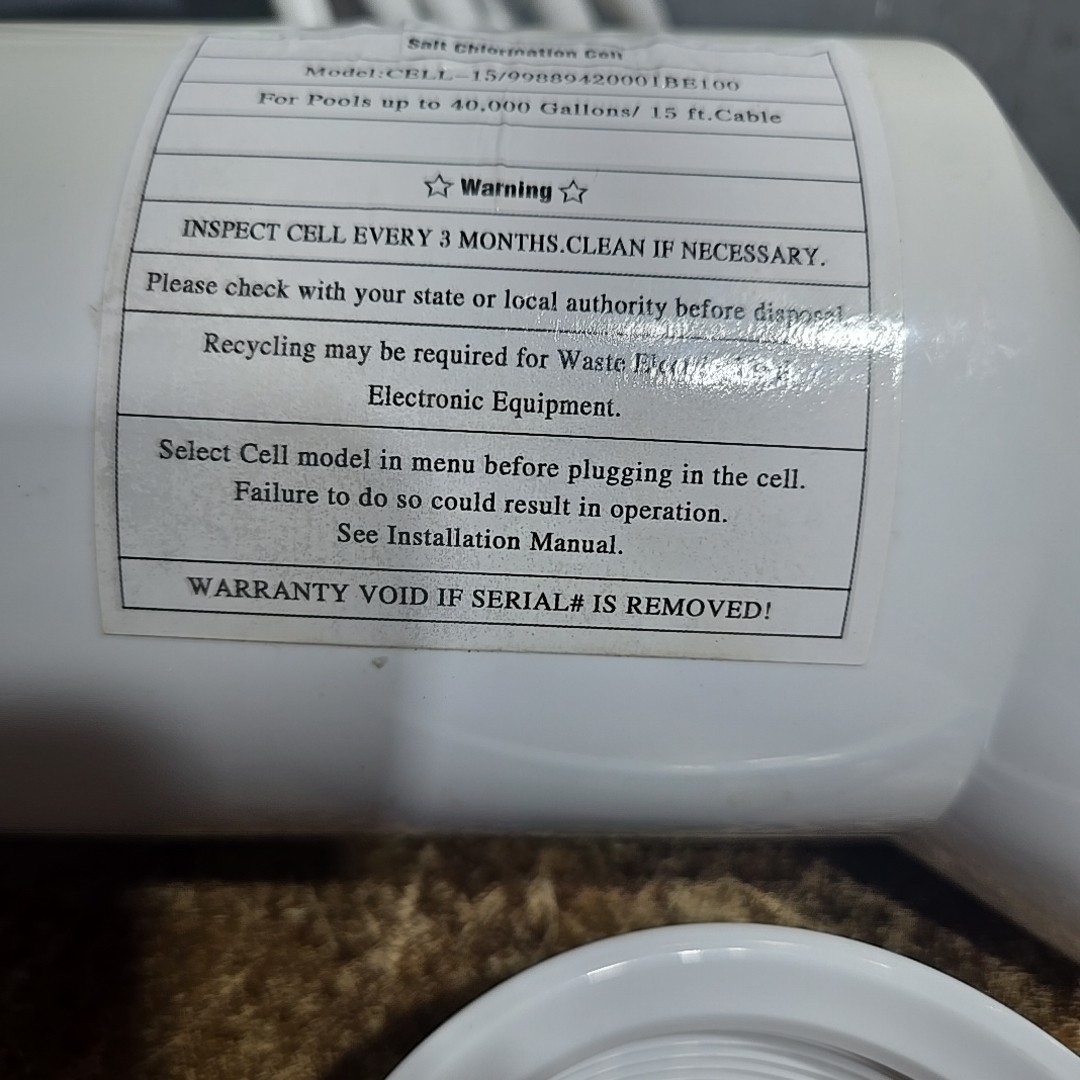 Salt Chlorination Cell
Model:CELL-15/99889420001BE100
For Pools up to 40,000 Gallons/ 15 ft.Cable
☆ Warning ☆
INSPECT CELL EVERY 3 MONTHS.CLEAN IF NECESSARY.
Please check with your state or local authority before disposal
Recycling may be required for Waste
Electronic Equipment.
Select Cell model in menu before plugging in the cell.
Failure to do so could result in operation.
See Installation Manual.
WARRANTY VOID IF SERIAL# IS REMOVED!